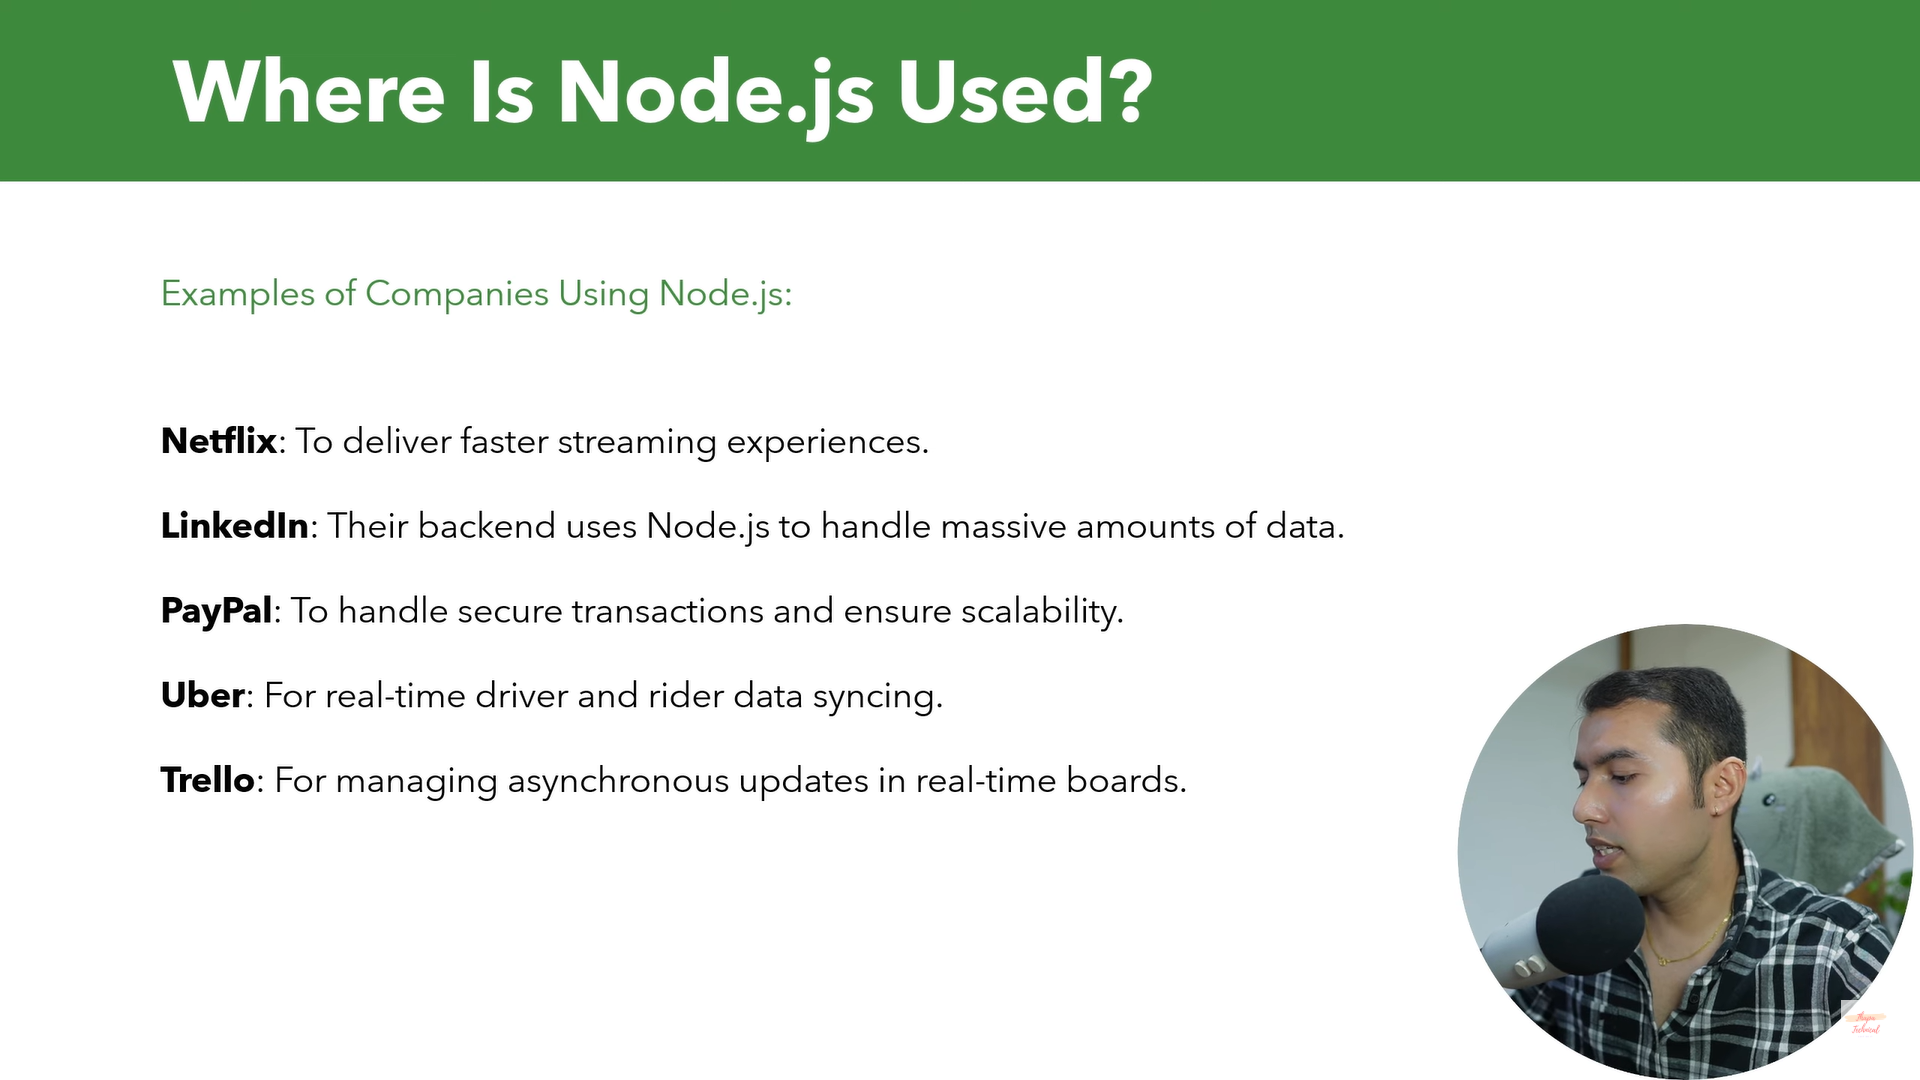 Where Is Node.js Used?
Examples of Companies Using Node.js:
Netflix: To deliver faster streaming experiences.
LinkedIn: Their backend uses Node.js to handle massive amounts of data.
PayPal: To handle secure transactions and ensure scalability.
Uber: For real-time driver and rider data syncing.
Trello: For managing asynchronous updates in real-time boards.
Technical